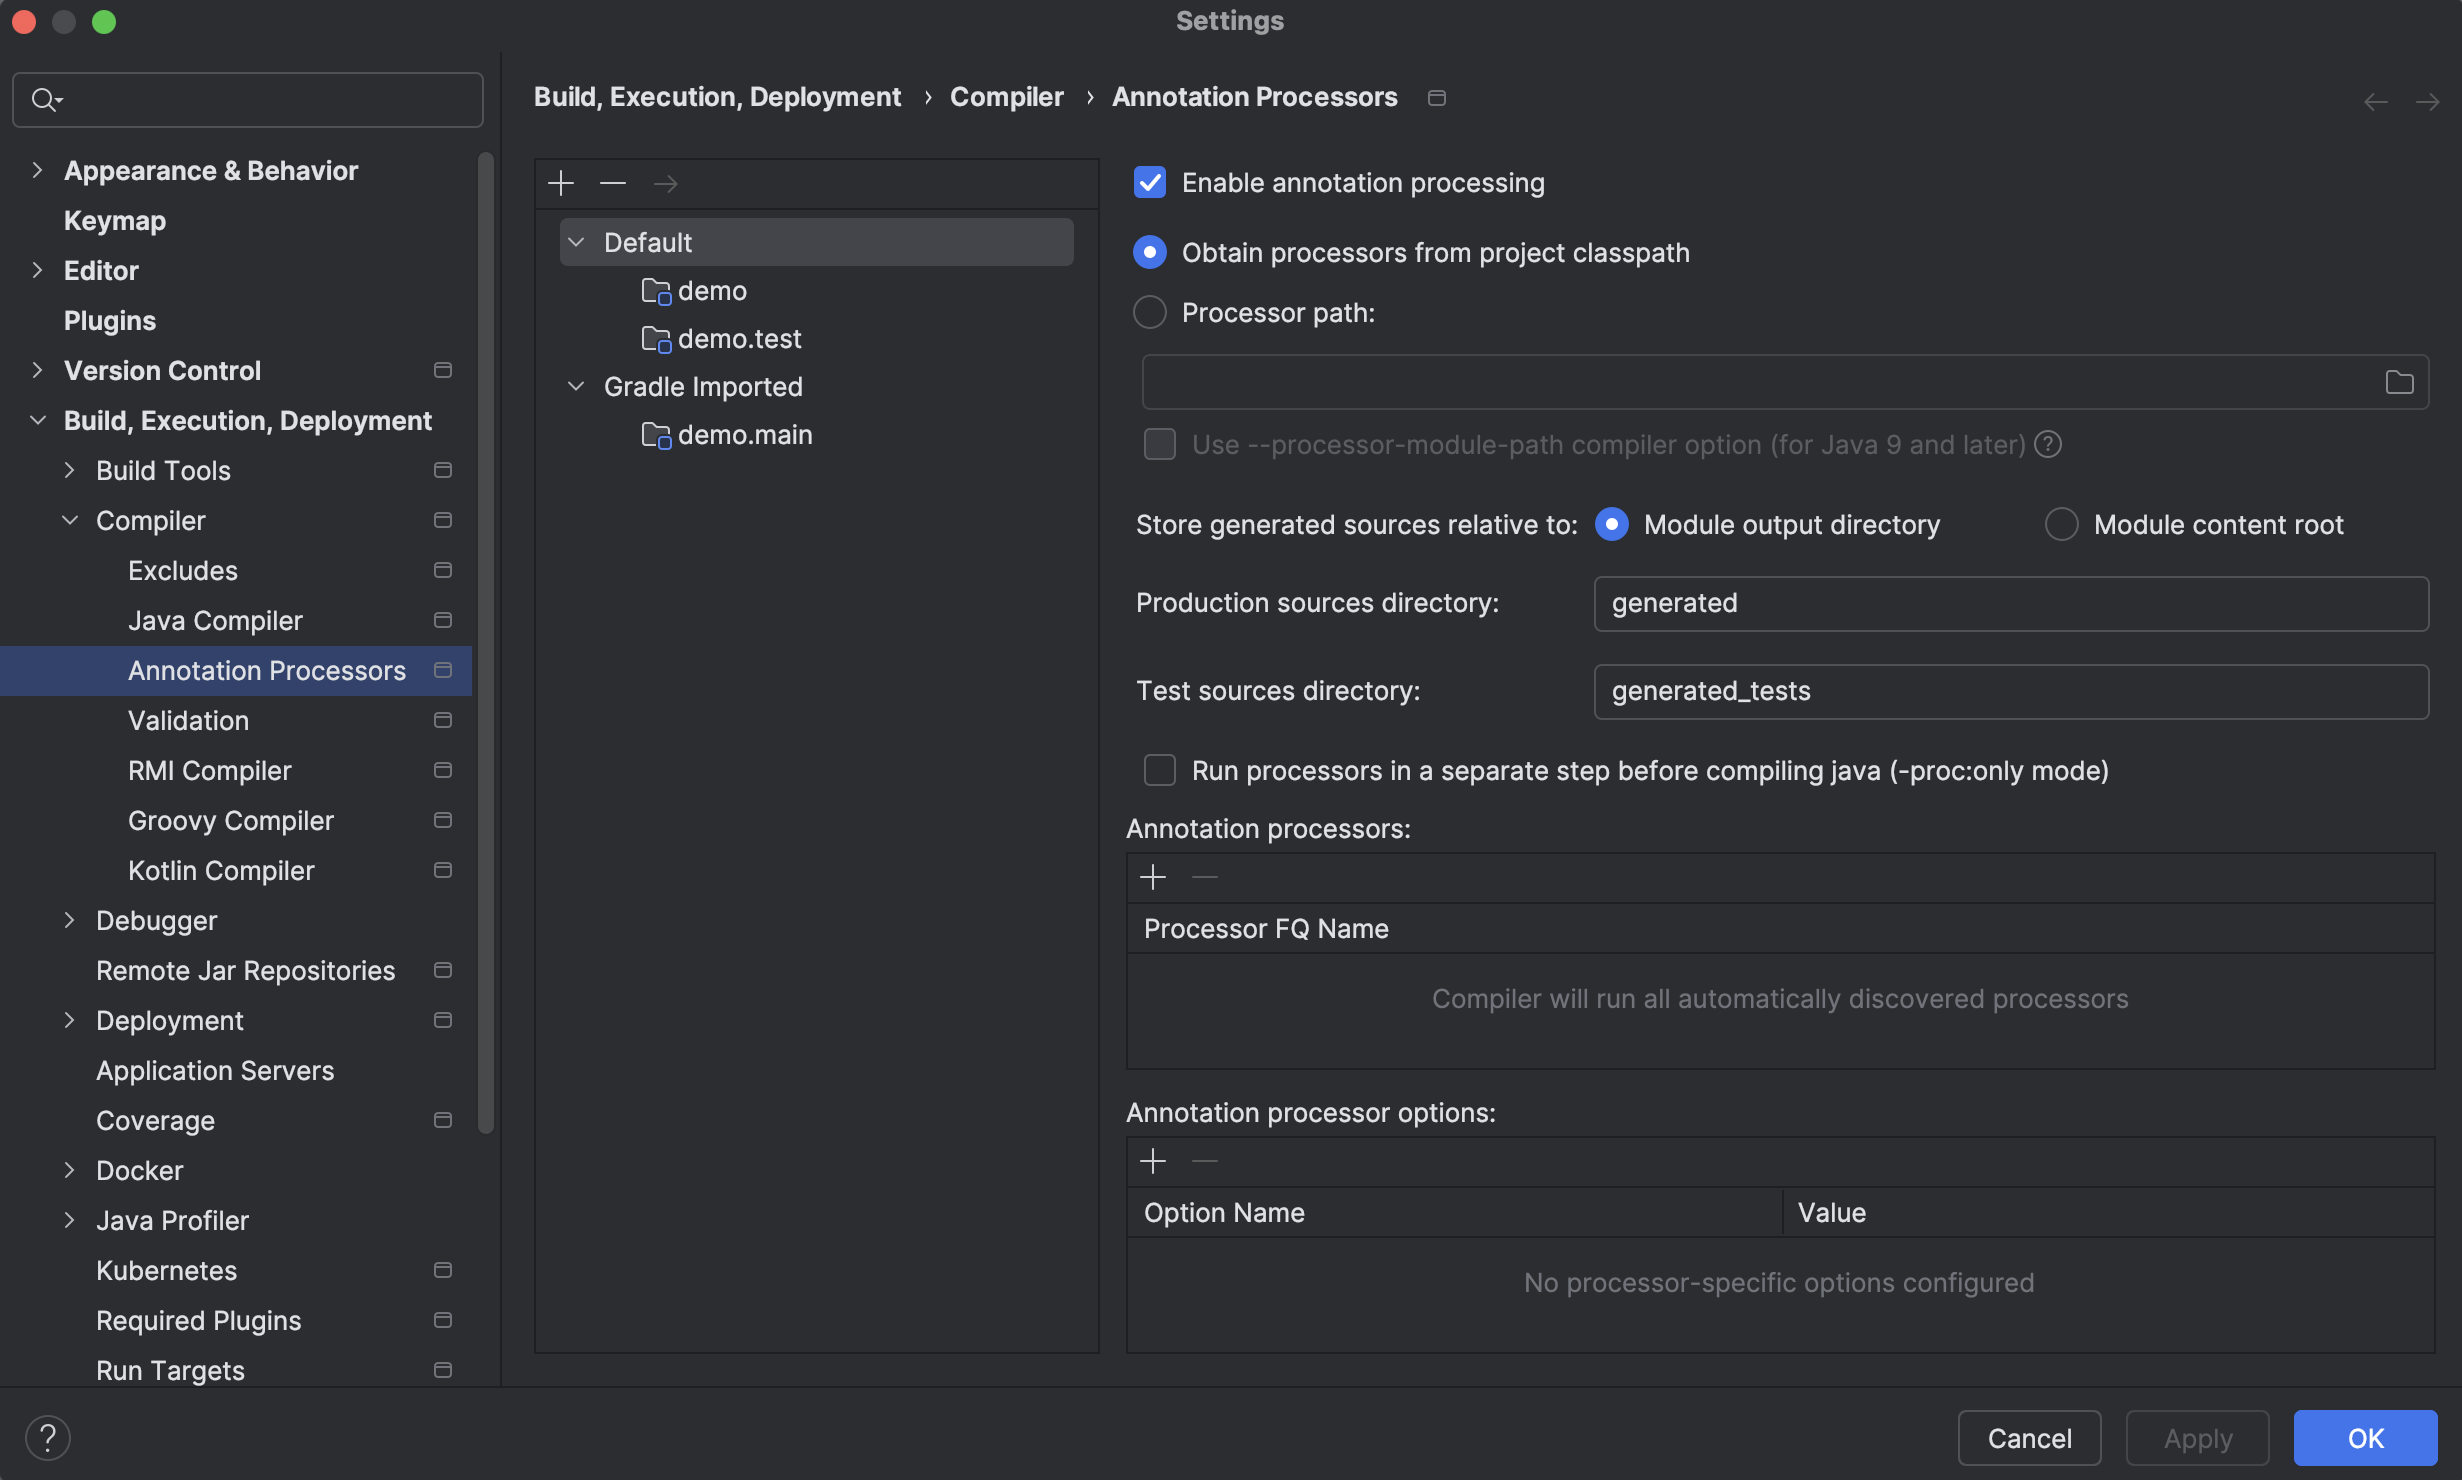 Settings
Build, Execution, Deployment › Compiler › Annotation Processors
Appearance & Behavior
Keymap
Editor
Plugins
Version Control
Build, Execution, Deployment
Build Tools
Compiler
Excludes
Java Compiler
Annotation Processors
Validation
RMI Compiler
Groovy Compiler
Kotlin Compiler
Debugger
Remote Jar Repositories
Deployment
Application Servers
Coverage
Docker
Java Profiler
Kubernetes
Required Plugins
Run Targets
Default
demo
demo.test
Gradle Imported
demo.main
Enable annotation processing
Obtain processors from project classpath
Processor path:
Use --processor-module-path compiler option (for Java 9 and later) ?
Store generated sources relative to: Module output directory Module content root
Production sources directory: generated
Test sources directory: generated_tests
Run processors in a separate step before compiling java (-proc:only mode)
Annotation processors:
Processor FQ Name
Compiler will run all automatically discovered processors
Annotation processor options:
Option Name Value
No processor-specific options configured
? Cancel Apply OK